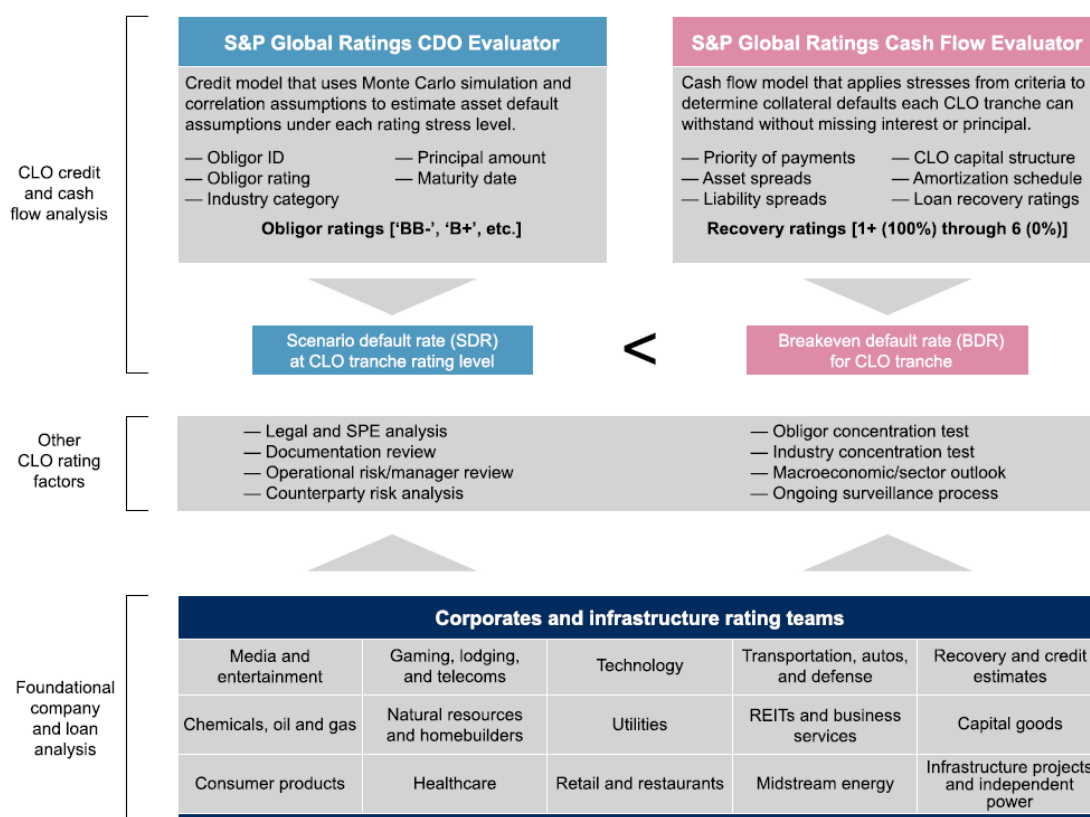 S&P Global Ratings CDO Evaluator
Credit model that uses Monte Carlo simulation and
correlation assumptions to estimate asset default
assumptions under each rating stress level.
— Obligor ID
— Obligor rating
— Industry category
— Principal amount
— Maturity date
Obligor ratings [‘BB-’, ‘B+’, etc.]
S&P Global Ratings Cash Flow Evaluator
Cash flow model that applies stresses from criteria to
determine collateral defaults each CLO tranche can
withstand without missing interest or principal.
— Priority of payments
— Asset spreads
— Liability spreads
— CLO capital structure
— Amortization schedule
— Loan recovery ratings
Recovery ratings [1+ (100%) through 6 (0%)]
CLO credit
and cash
flow analysis
Scenario default rate (SDR)
at CLO tranche rating level
<
Breakeven default rate (BDR)
for CLO tranche
Other
CLO rating
factors
— Legal and SPE analysis
— Documentation review
— Operational risk/manager review
— Counterparty risk analysis
— Obligor concentration test
— Industry concentration test
— Macroeconomic/sector outlook
— Ongoing surveillance process
Foundational
company
and loan
analysis
Corporates and infrastructure rating teams
Media and
entertainment
Gaming, lodging,
and telecoms
Technology
Transportation, autos,
and defense
Recovery and credit
estimates
Chemicals, oil and gas
Natural resources
and homebuilders
Utilities
REITs and business
services
Capital goods
Consumer products
Healthcare
Retail and restaurants
Midstream energy
Infrastructure projects
and independent
power